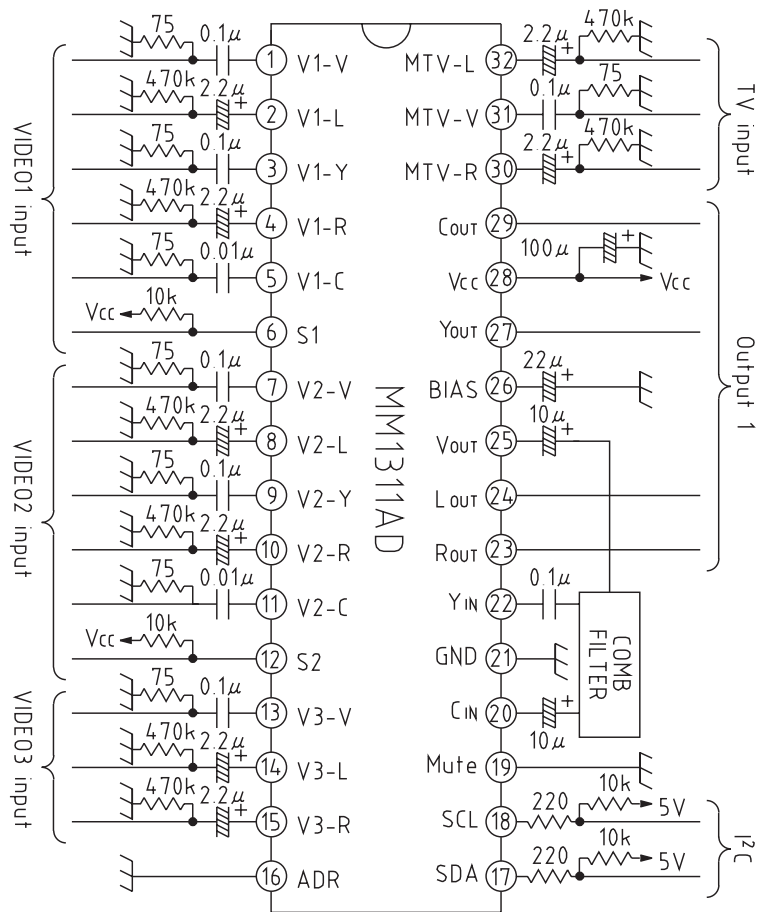 75 0.1μ
1 V1-V
470k 2.2μ +
2 V1-L
75 0.1μ
3 V1-Y
470k 2.2μ +
4 V1-R
75 0.01μ
5 V1-C
Vcc 10k
6 S1
VIDEO1 input
75 0.1μ
7 V2-V
470k 2.2μ +
8 V2-L
75 0.1μ
9 V2-Y
470k 2.2μ +
10 V2-R
75 0.01μ
11 V2-C
Vcc 10k
12 S2
VIDEO2 input
75 0.1μ
13 V3-V
470k 2.2μ +
14 V3-L
470k 2.2μ +
15 V3-R
VIDEO3 input
16 ADR
MM1311AD
2.2μ + 470k
MTV-L 32
0.1μ 75
MTV-V 31
2.2μ + 470k
MTV-R 30
TV input
COUT 29
100μ +
Vcc 28 Vcc
YOUT 27
22μ +
BIAS 26
10μ +
VOUT 25
LOUT 24
ROUT 23
Output 1
0.1μ
YIN 22
GND 21
CIN 20 +
10μ
COMB
FILTER
Mute 19
220 10k 5V
SCL 18
220 10k 5V
SDA 17
I²C